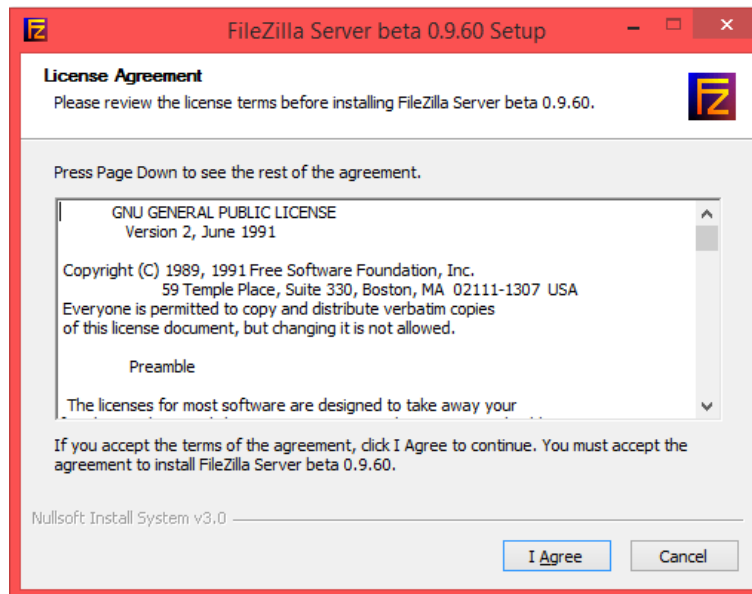 FileZilla Server beta 0.9.60 Setup
License Agreement
Please review the license terms before installing FileZilla Server beta 0.9.60.
Press Page Down to see the rest of the agreement.
GNU GENERAL PUBLIC LICENSE
Version 2, June 1991
Copyright (C) 1989, 1991 Free Software Foundation, Inc.
59 Temple Place, Suite 330, Boston, MA 02111-1307 USA
Everyone is permitted to copy and distribute verbatim copies
of this license document, but changing it is not allowed.
Preamble
The licenses for most software are designed to take away your
If you accept the terms of the agreement, click I Agree to continue. You must accept the
agreement to install FileZilla Server beta 0.9.60.
Nullsoft Install System v3.0
I Agree
Cancel